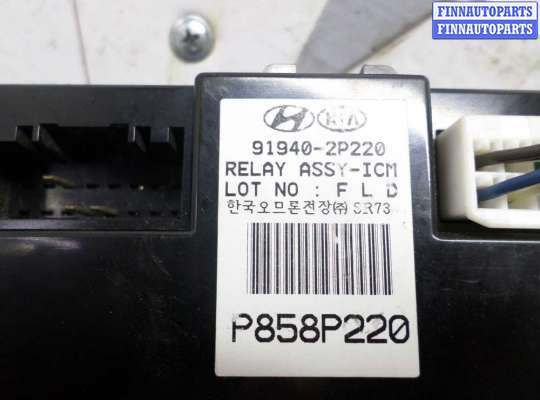 FINNAUTOPARTS
FINNAUTOPARTS
KIA
91940-2P220
RELAY ASSY-ICM
LOT NO : F L D
한국오므론전장(주) SR73
P858P220